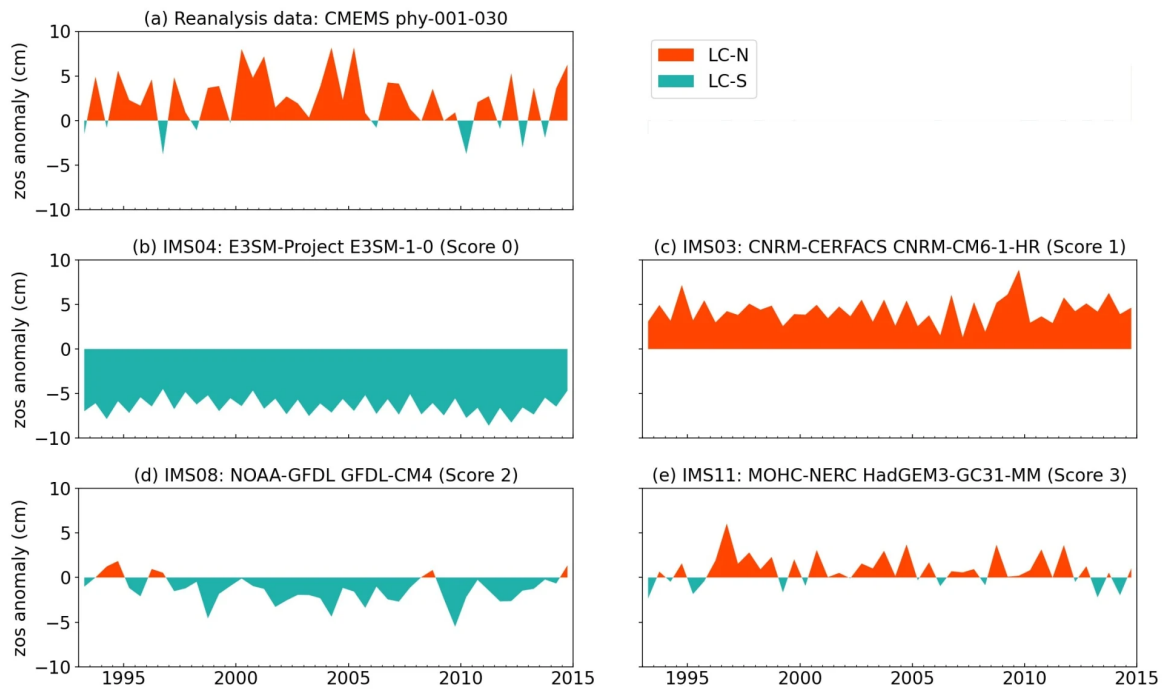 (a) Reanalysis data: CMEMS phy-001-030
zos anomaly (cm)
10
5
0
−5
−10
LC-N
LC-S
(b) IMS04: E3SM-Project E3SM-1-0 (Score 0)
zos anomaly (cm)
10
5
0
−5
−10
(c) IMS03: CNRM-CERFACS CNRM-CM6-1-HR (Score 1)
(d) IMS08: NOAA-GFDL GFDL-CM4 (Score 2)
zos anomaly (cm)
10
5
0
−5
−10
1995 2000 2005 2010 2015
(e) IMS11: MOHC-NERC HadGEM3-GC31-MM (Score 3)
1995 2000 2005 2010 2015